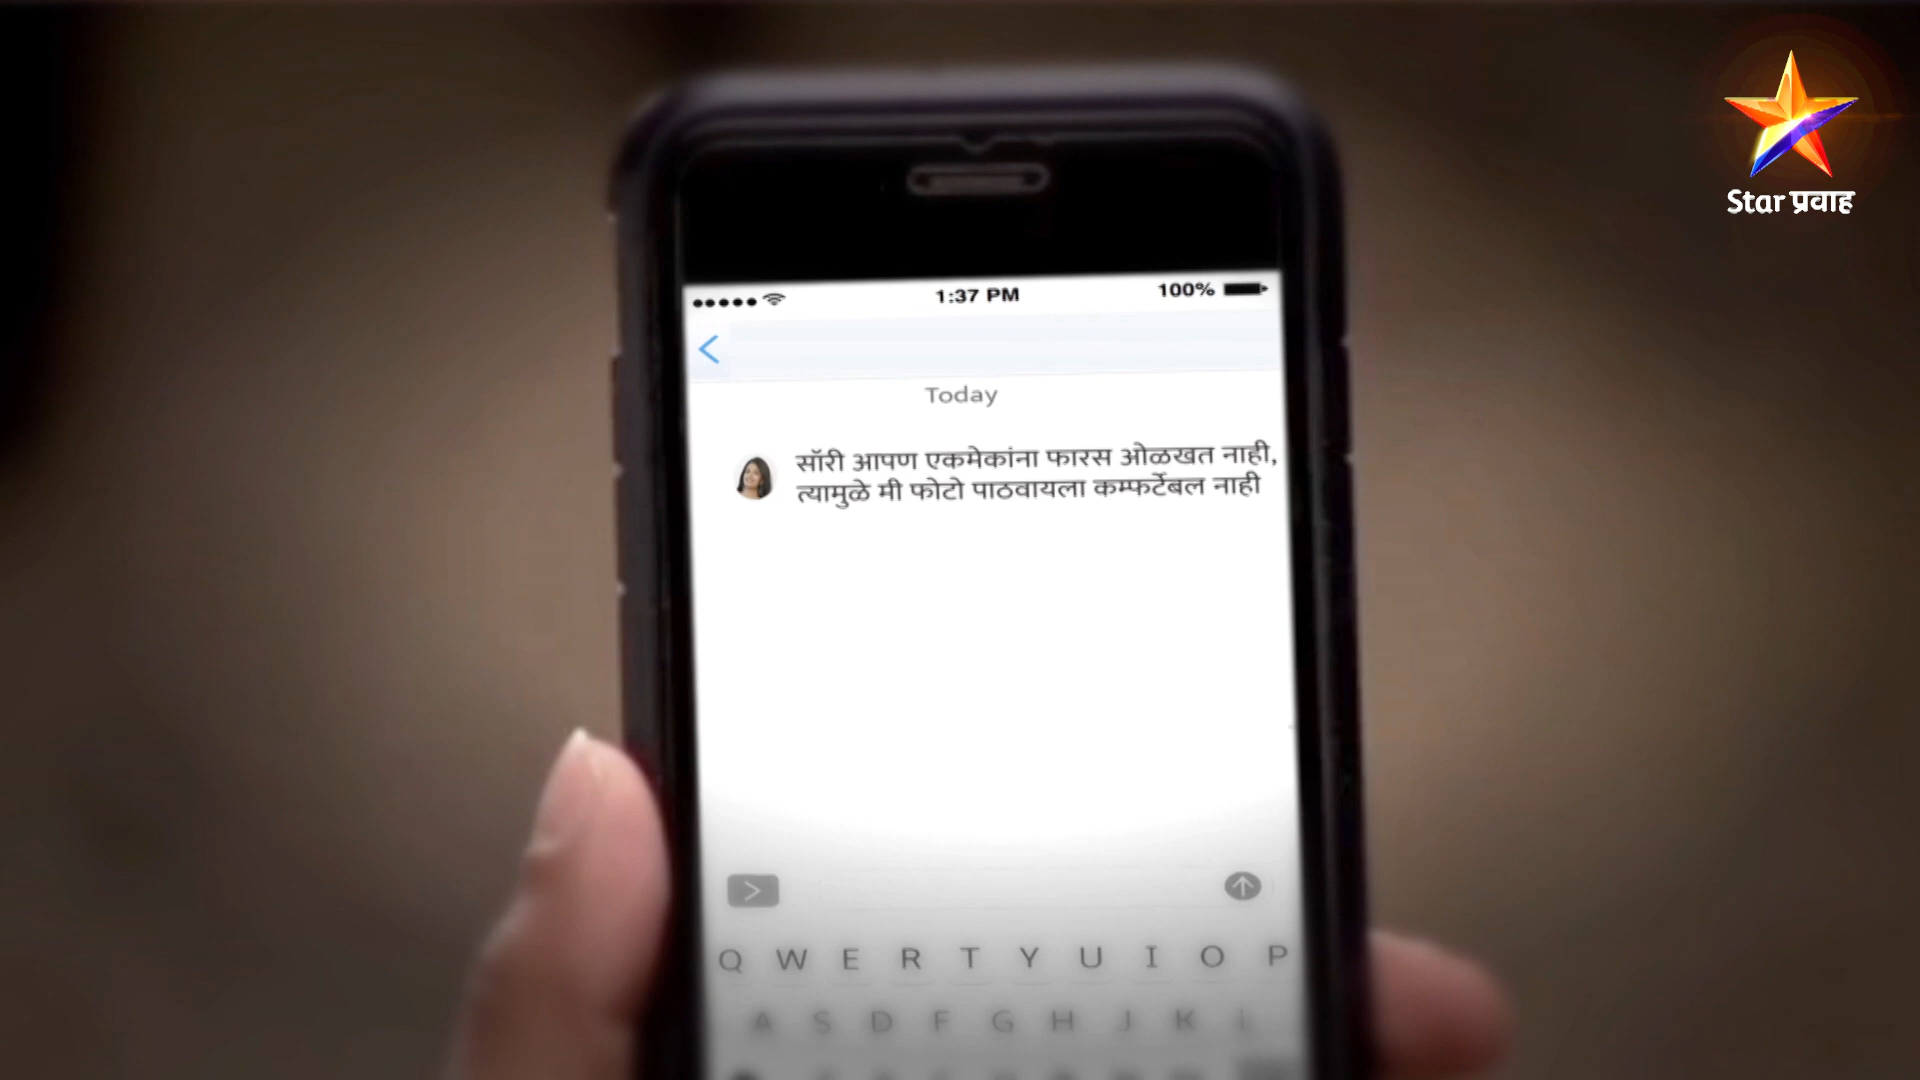 Star प्रवाह
1:37 PM
100%
Today
सॉरी आपण एकमेकांना फारस ओळखत नाही,
त्यामुळे मी फोटो पाठवायला कम्फर्टेबल नाही
Q W E R T Y U I O P
A S D F G H J K L